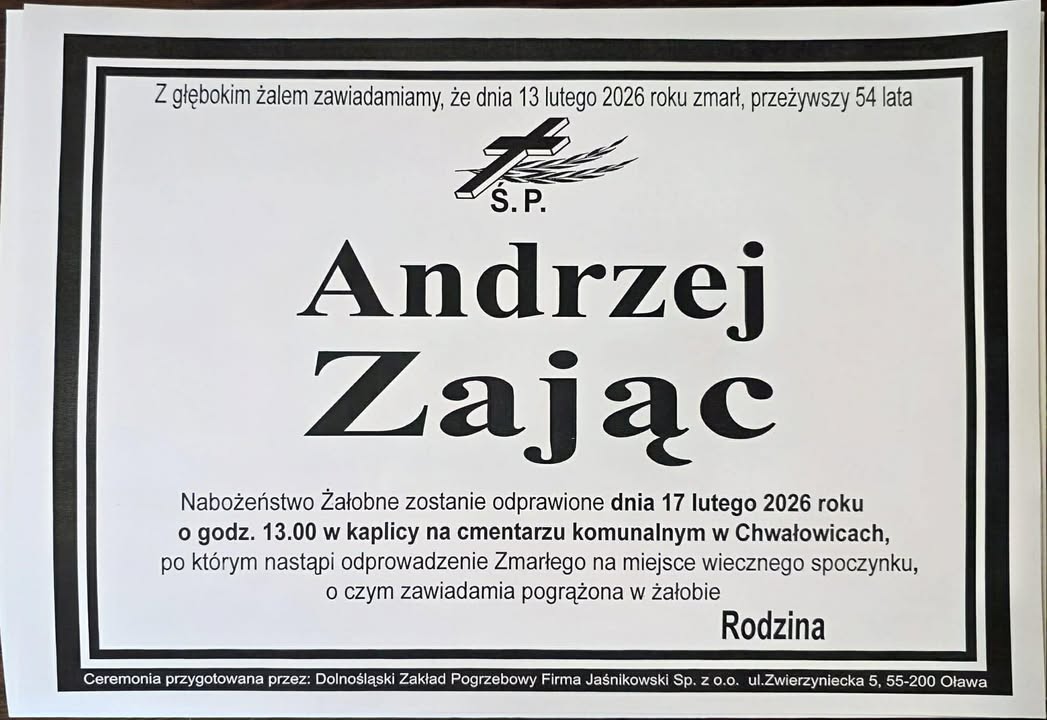 Z głębokim żalem zawiadamiamy, że dnia 13 lutego 2026 roku zmarł, przeżywszy 54 lata
Ś. P.
Andrzej
Zając
Nabożeństwo Żałobne zostanie odprawione dnia 17 lutego 2026 roku
o godz. 13.00 w kaplicy na cmentarzu komunalnym w Chwałowicach,
po którym nastąpi odprowadzenie Zmarłego na miejsce wiecznego spoczynku,
o czym zawiadamia pogrążona w żałobie
Rodzina
Ceremonia przygotowana przez: Dolnośląski Zakład Pogrzebowy Firma Jaśnikowski Sp. z o.o. ul.Zwierzyniecka 5, 55-200 Oława